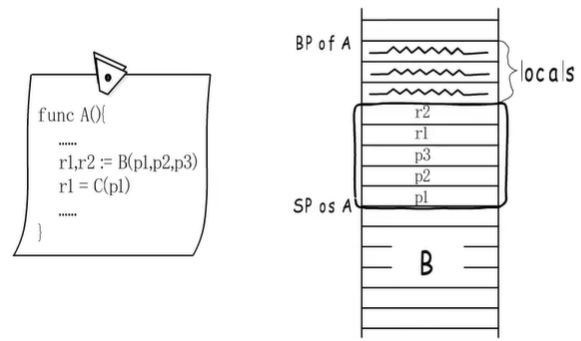 func A(){
......
r1,r2 := B(p1,p2,p3)
r1 = C(p1)
......
}
BP of A
locals
r2
r1
p3
p2
p1
SP os A
B